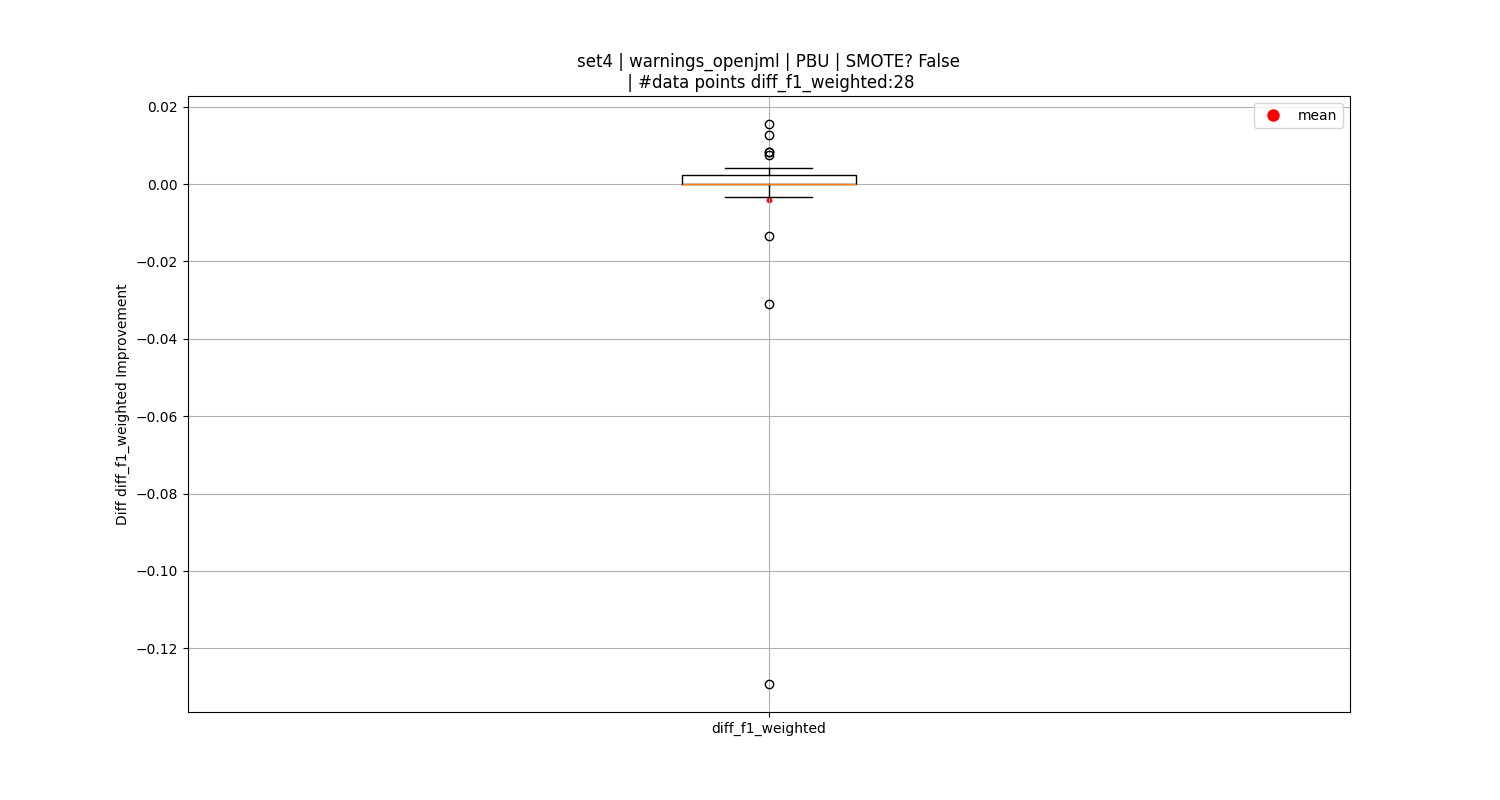 set4 | warnings_openjml | PBU | SMOTE? False
| #data points diff_f1_weighted:28
mean
0.02
0.00
−0.02
−0.04
−0.06
−0.08
−0.10
−0.12
Diff diff_f1_weighted Improvement
diff_f1_weighted